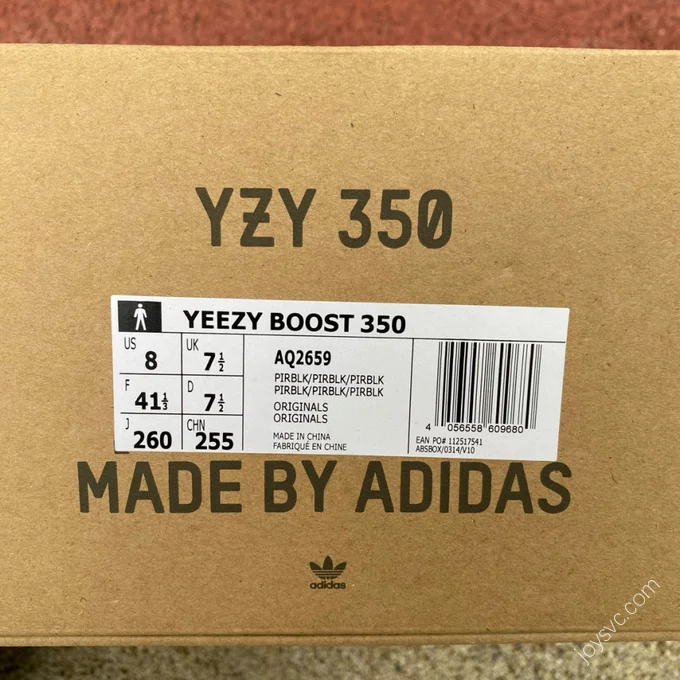 YZY 350
YEEZY BOOST 350
US
8
UK
7½
F
41⅓
D
7½
J
260
CHN
255
AQ2659
PIRBLK/PIRBLK/PIRBLK
PIRBLK/PIRBLK/PIRBLK
ORIGINALS
ORIGINALS
MADE IN CHINA
FABRIQUÉ EN CHINE
4 056558 609680
EAN PO# 112517541
ABSBOX/0314/V10
MADE BY ADIDAS
adidas
joysvc.com